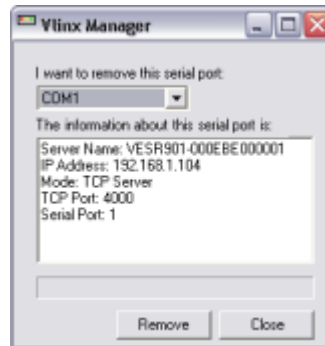 Vlinx Manager
I want to remove this serial port:
COM1
The information about this serial port is:
Server Name: VESR901-000EBE000001
IP Address: 192.168.1.104
Mode: TCP Server
TCP Port: 4000
Serial Port: 1
Remove Close